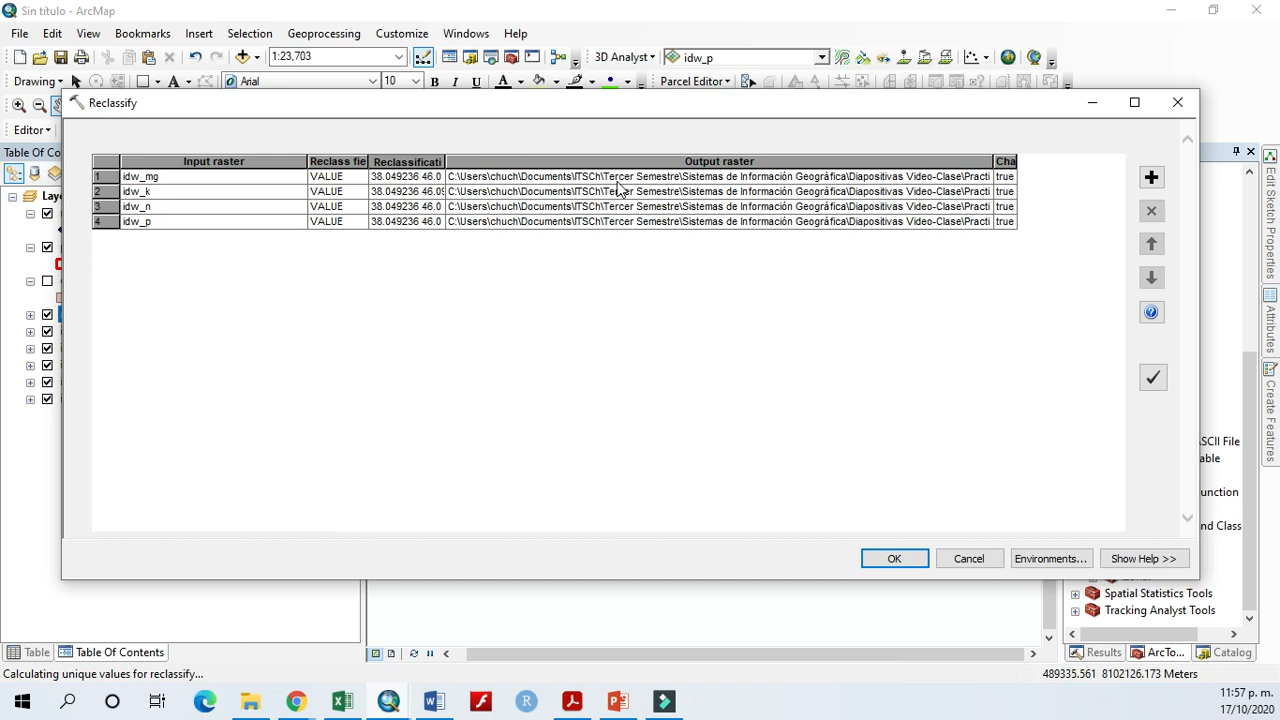 Sin título - ArcMap
File Edit View Bookmarks Insert Selection Geoprocessing Customize Windows Help
1:23,703 3D Analyst idw_p
Drawing Arial 10 B I U A Parcel Editor
Reclassify
Editor
Table Of Co
Input raster Reclass fie Reclassificati Output raster Cha
1 idw_mg VALUE 38.049236 46.0 C:\Users\chuch\Documents\ITSCh\Tercer Semestre\Sistemas de Información Geográfica\Diapositivas Video-Clase\Practi true
2 idw_k VALUE 38.049236 46.09 C:\Users\chuch\Documents\ITSCh\Tercer Semestre\Sistemas de Información Geográfica\Diapositivas Video-Clase\Practi true
3 idw_n VALUE 38.049236 46.0 C:\Users\chuch\Documents\ITSCh\Tercer Semestre\Sistemas de Información Geográfica\Diapositivas Video-Clase\Practi true
4 idw_p VALUE 38.049236 46.0 C:\Users\chuch\Documents\ITSCh\Tercer Semestre\Sistemas de Información Geográfica\Diapositivas Video-Clase\Practi true
Laye
Edit Sketch Properties
Attributes
Create Features
SCII File
able
unction
nd Class
OK Cancel Environments... Show Help >>
Spatial Statistics Tools
Tracking Analyst Tools
Table Table Of Contents
Results ArcTo... Catalog
Calculating unique values for reclassify...
489335.561 8102126.173 Meters
11:57 p. m.
17/10/2020